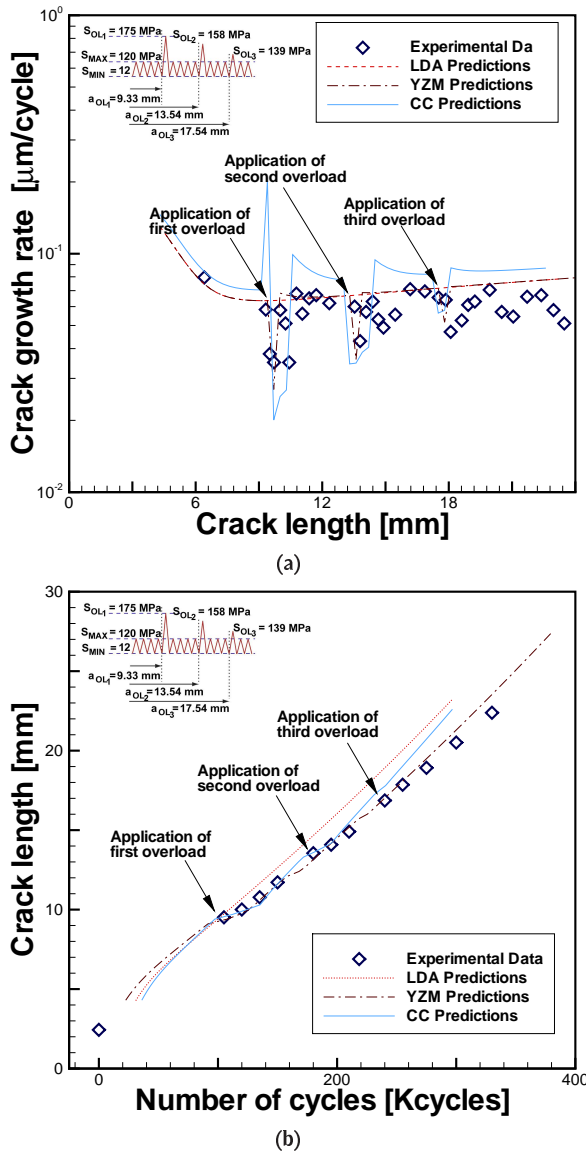 10⁰
S_OL₁ = 175 MPa
S_OL₂ = 158 MPa
S_OL₃ = 139 MPa
S_MAX = 120 MPa
S_MIN = 12
a_OL₁ = 9.33 mm
a_OL₂ = 13.54 mm
a_OL₃ = 17.54 mm
Experimental Da
LDA Predictions
YZM Predictions
CC Predictions
Application of
second overload
Application of
first overload
Application of
third overload
Crack growth rate [μm/cycle]
10⁻¹
10⁻²
0 6 12 18
Crack length [mm]
(a)
30
S_OL₁ = 175 MPa
S_OL₂ = 158 MPa
S_OL₃ = 139 MPa
S_MAX = 120 MPa
S_MIN = 12
a_OL₁ = 9.33 mm
a_OL₂ = 13.54 mm
a_OL₃ = 17.54 mm
Application of
third overload
Application of
second overload
Application of
first overload
Crack length [mm]
20
10
0
Experimental Data
LDA Predictions
YZM Predictions
CC Predictions
0 200 400
Number of cycles [Kcycles]
(b)